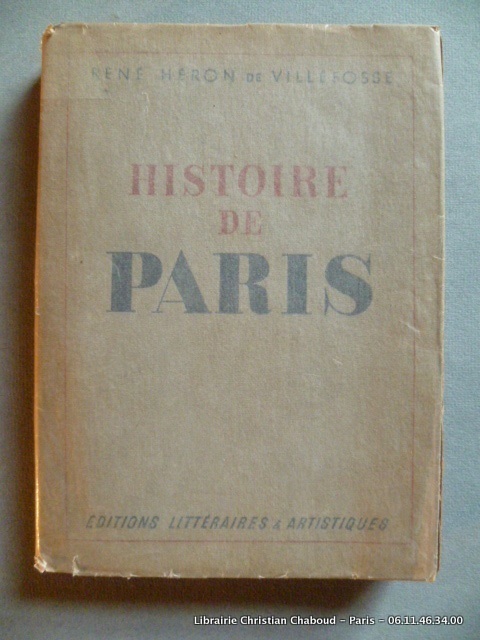 RENÉ HÉRON DE VILLEFOSSE
HISTOIRE
DE
PARIS
EDITIONS LITTÉRAIRES & ARTISTIQUES
Librairie Christian Chaboud - Paris - 06.11.46.34.00